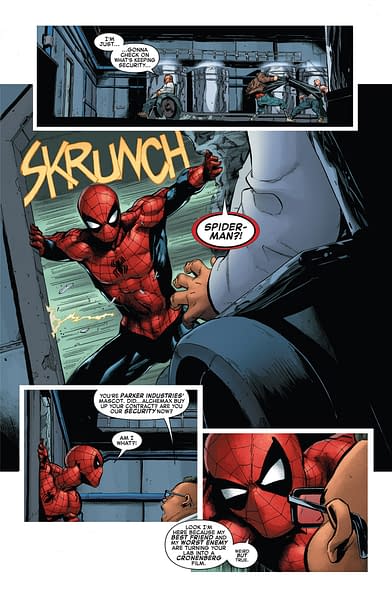 I'M
JUST...
...GONNA
CHECK ON
WHAT'S KEEPING
SECURITY?
SKRUNCH
SPIDER-
MAN?!
YOU'RE PARKER INDUSTRIES'
MASCOT. DID... ALCHEMAX BUY
UP YOUR CONTRACT? ARE YOU
OUR SECURITY NOW?
AM I
WHAT?!
LOOK I'M
HERE BECAUSE MY
BEST FRIEND AND
MY WORST ENEMY
ARE TURNING YOUR
LAB INTO A
CRONENBERG
FILM.
WEIRD
BUT
TRUE.